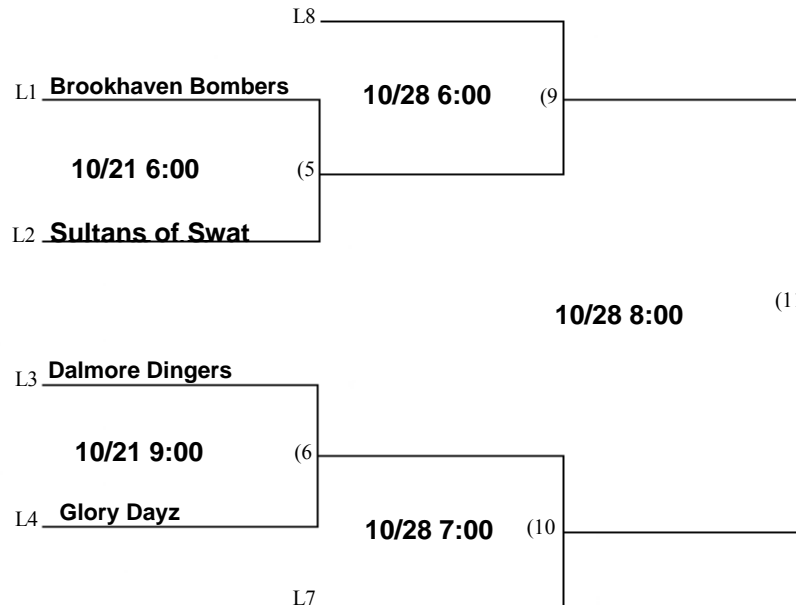 L8
L1 Brookhaven Bombers
10/28 6:00 (9
10/21 6:00 (5
L2 Sultans of Swat
10/28 8:00 (11
L3 Dalmore Dingers
10/21 9:00 (6
L4 Glory Dayz
10/28 7:00 (10
L7